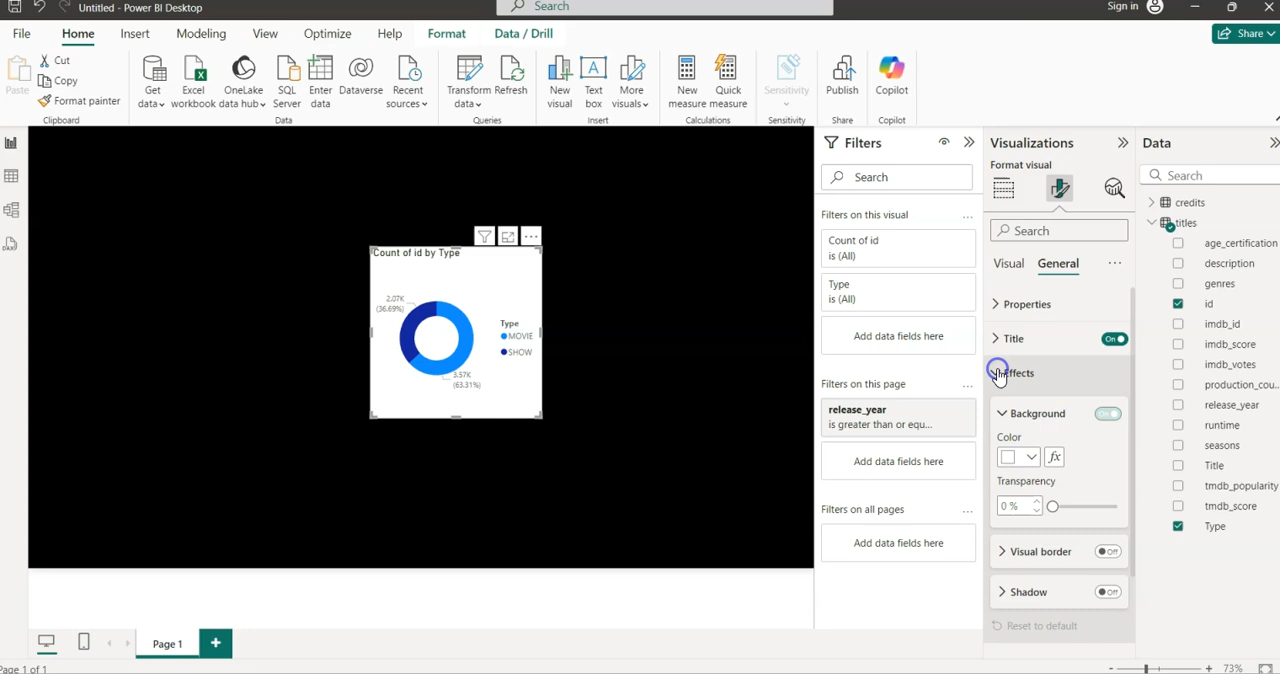 Untitled - Power BI Desktop
Search
Sign in
File
Home
Insert
Modeling
View
Optimize
Help
Format
Data / Drill
Share
Paste
Cut
Copy
Format painter
Clipboard
Get data
Excel workbook
OneLake data hub
SQL Server
Enter data
Dataverse
Recent sources
Data
Transform data
Refresh
Queries
New visual
Text box
More visuals
Insert
New measure
Quick measure
Calculations
Sensitivity
Sensitivity
Publish
Share
Copilot
Copilot
Count of id by Type
2.07K
(36.69%)
3.57K
(63.31%)
Type
MOVIE
SHOW
Filters
Search
Filters on this visual
Count of id
is (All)
Type
is (All)
Add data fields here
Filters on this page
release_year
is greater than or equ...
Add data fields here
Filters on all pages
Add data fields here
Visualizations
Format visual
Search
Visual
General
Properties
Title
On
Effects
Background
On
Color
fx
Transparency
0 %
Visual border
Off
Shadow
Off
Reset to default
Data
Search
credits
titles
age_certification
description
genres
id
imdb_id
imdb_score
imdb_votes
production_cou...
release_year
runtime
seasons
Title
tmdb_popularity
tmdb_score
Type
Page 1
Page 1 of 1
73%